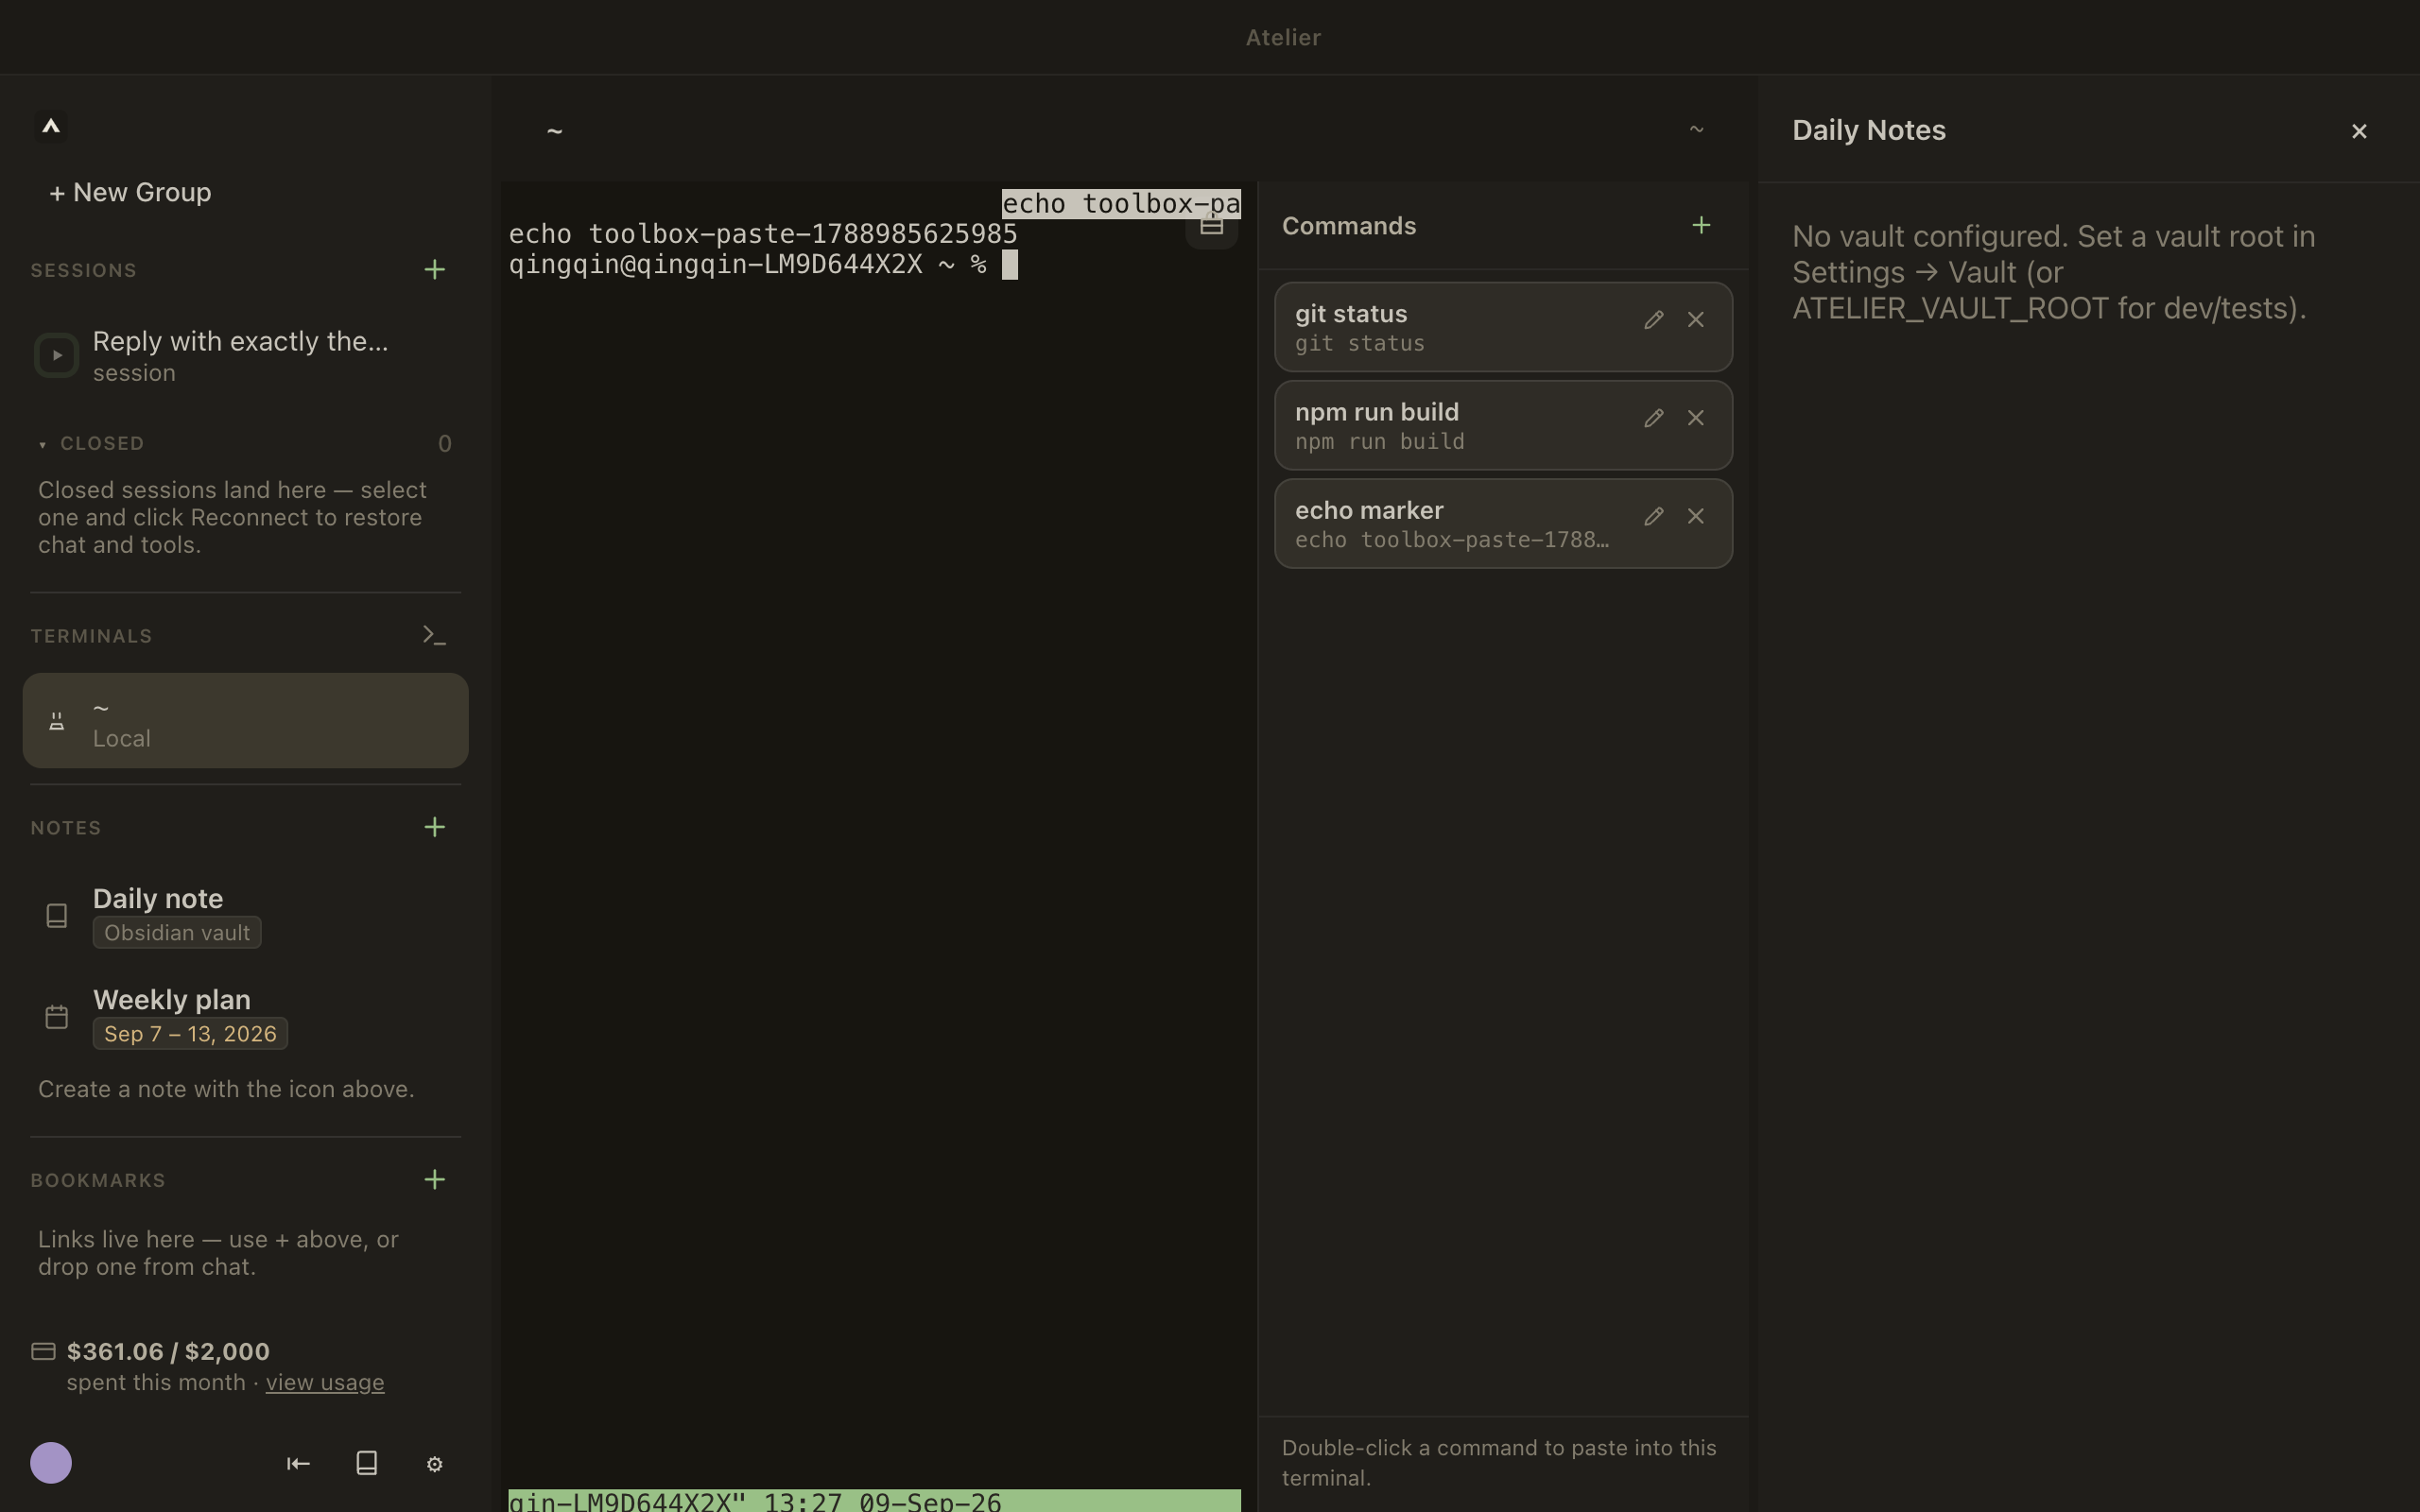 Atelier
+ New Group
SESSIONS
Reply with exactly the...
session
CLOSED 0
Closed sessions land here — select
one and click Reconnect to restore
chat and tools.
TERMINALS
~
Local
NOTES
Daily note
Obsidian vault
Weekly plan
Sep 7 – 13, 2026
Create a note with the icon above.
BOOKMARKS
Links live here — use + above, or
drop one from chat.
$361.06 / $2,000
spent this month · view usage
~ ~
echo toolbox-pa
echo toolbox-paste-1788985625985
qingqin@qingqin-LM9D644X2X ~ %
qin-LM9D644X2X" 13:27 09-Sep-26
Commands
git status
git status
npm run build
npm run build
echo marker
echo toolbox-paste-1788…
Double-click a command to paste into this
terminal.
Daily Notes
No vault configured. Set a vault root in
Settings → Vault (or
ATELIER_VAULT_ROOT for dev/tests).